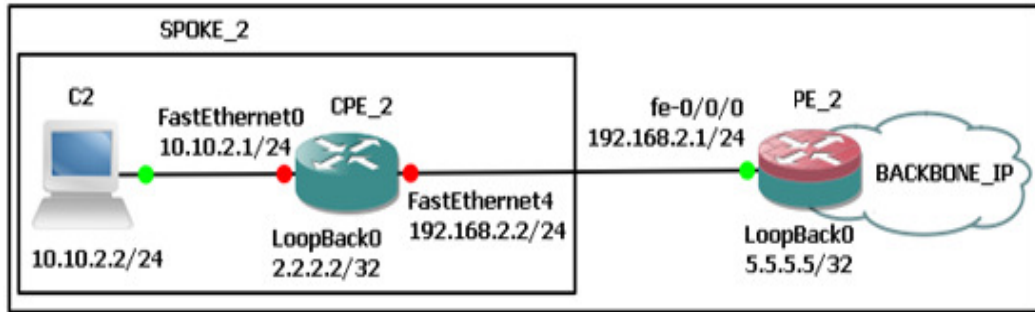 SPOKE_2
C2
FastEthernet0
10.10.2.1/24
CPE_2
fe-0/0/0
192.168.2.1/24
PE_2
BACKBONE_IP
FastEthernet4
192.168.2.2/24
10.10.2.2/24
LoopBack0
2.2.2.2/32
LoopBack0
5.5.5.5/32